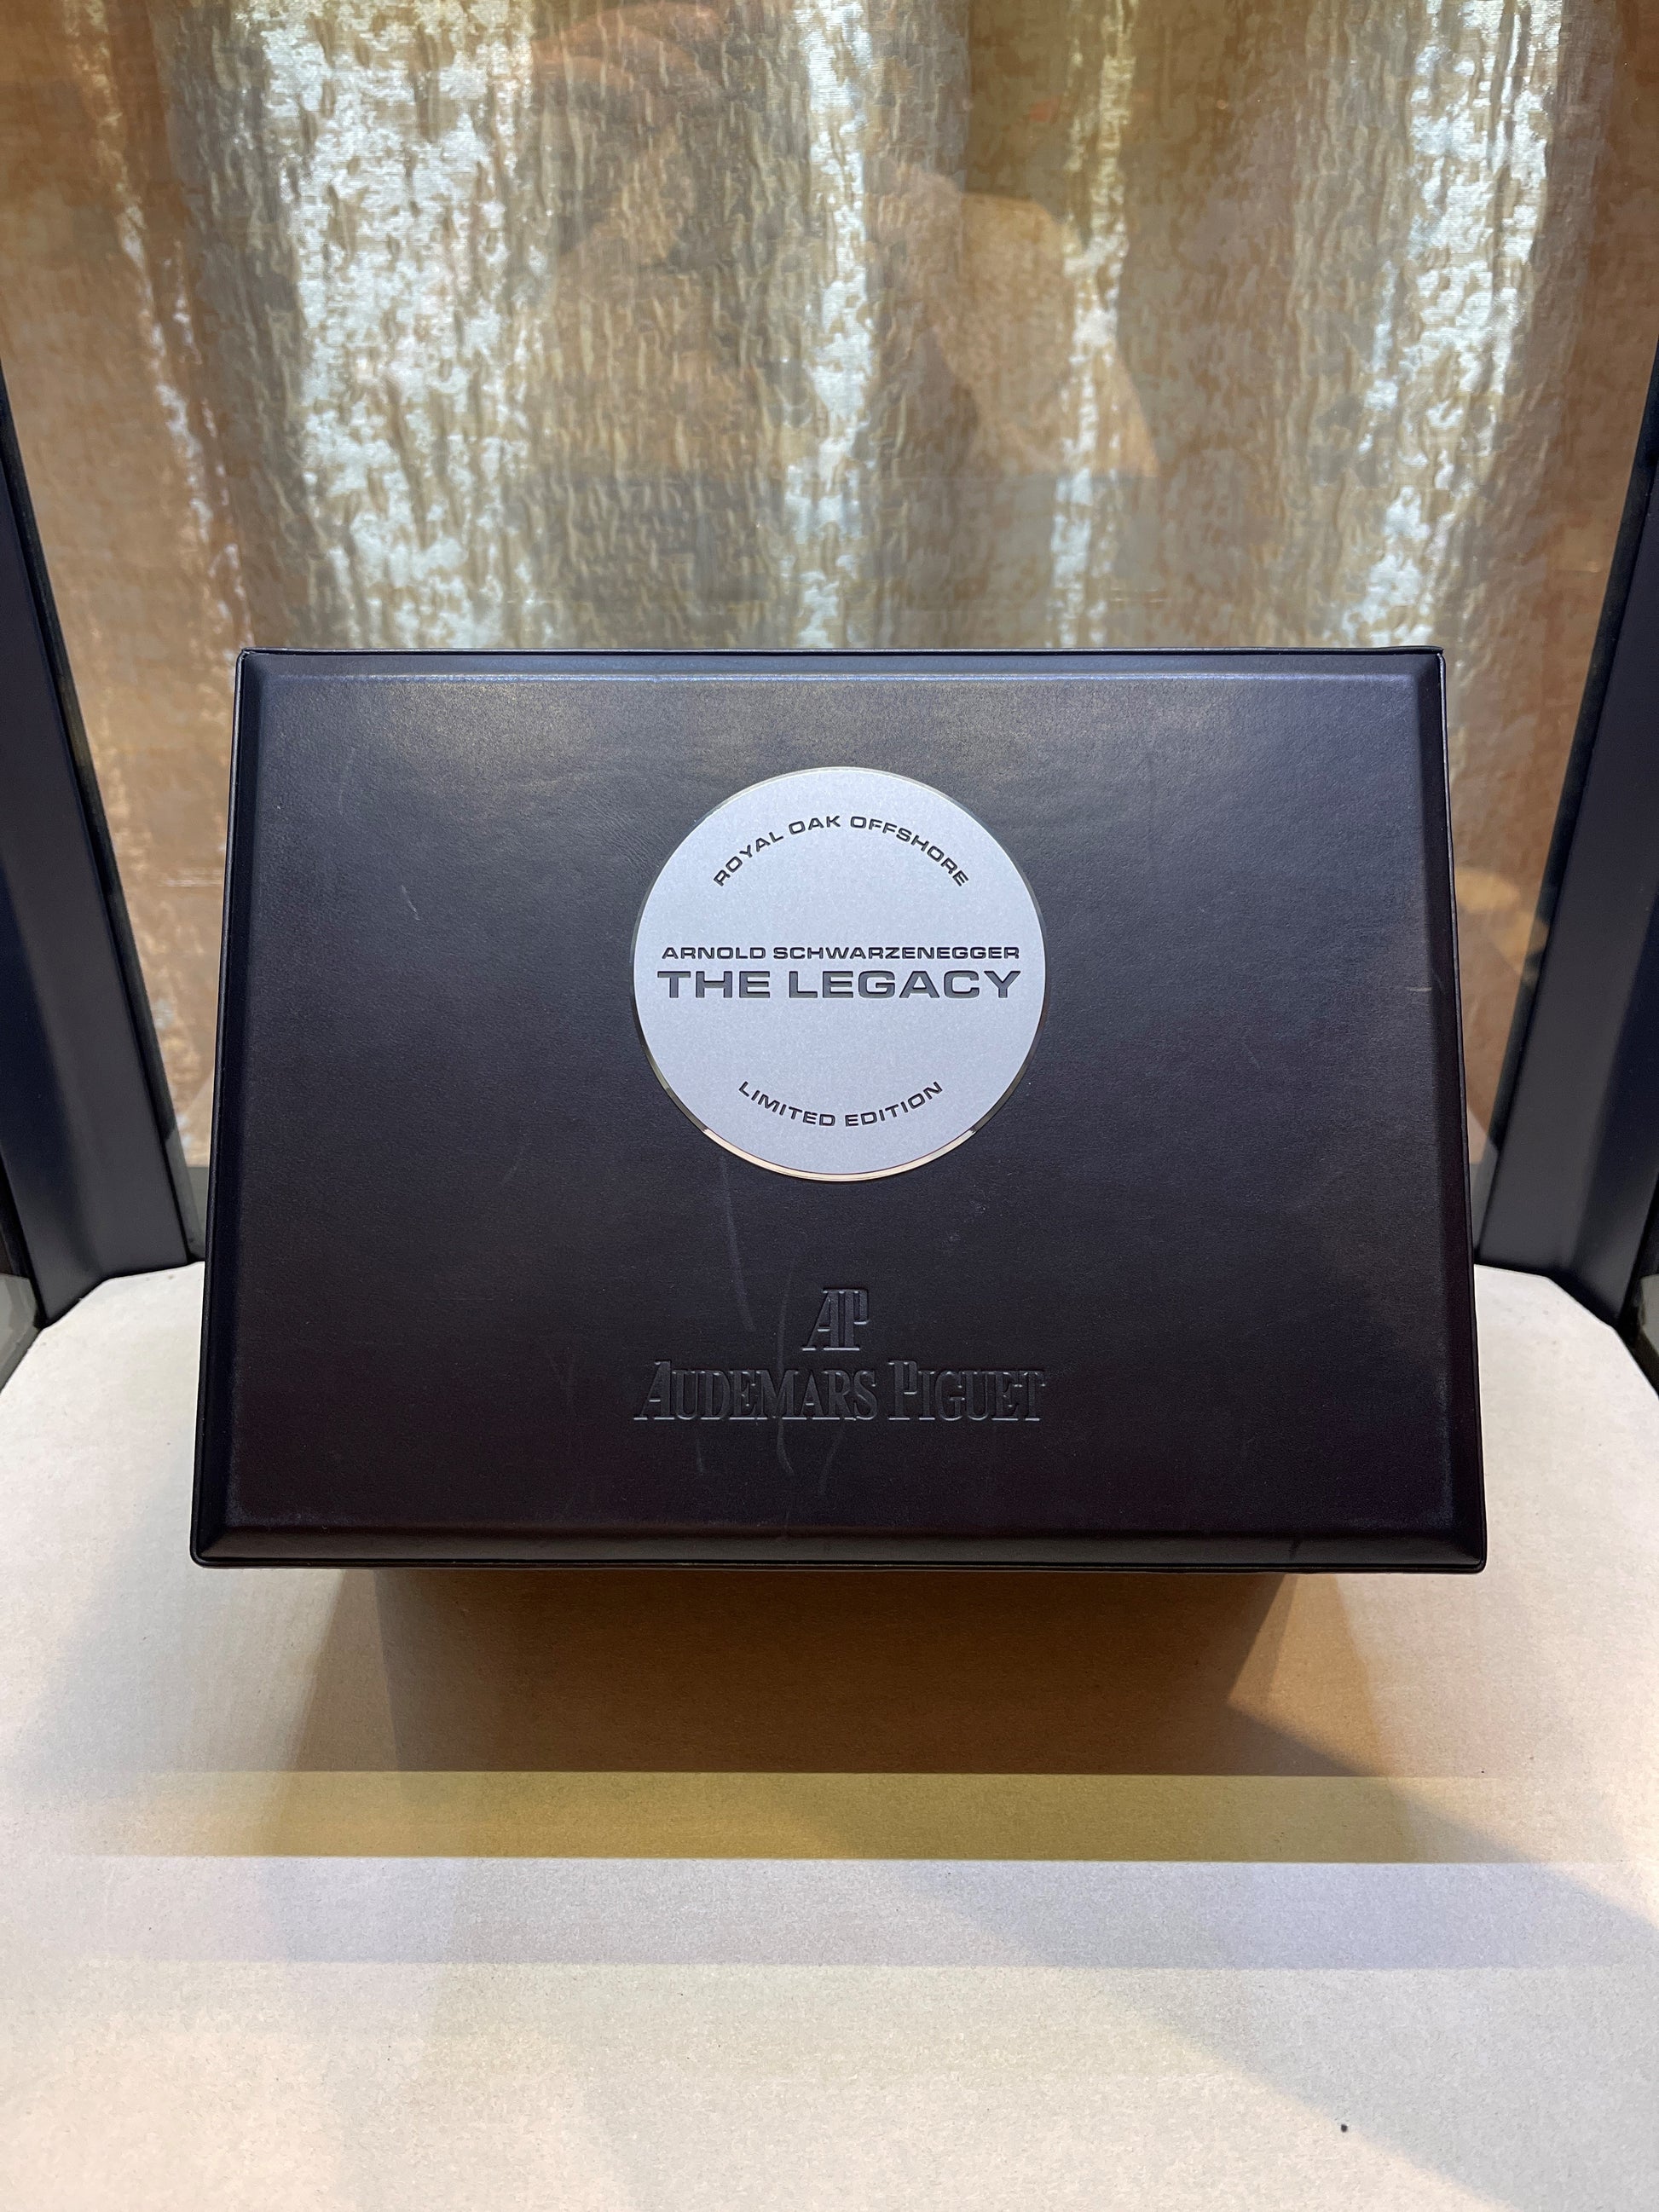 ROYAL OAK OFFSHORE
ARNOLD SCHWARZENEGGER
THE LEGACY
LIMITED EDITION
AP
AUDEMARS PIGUET